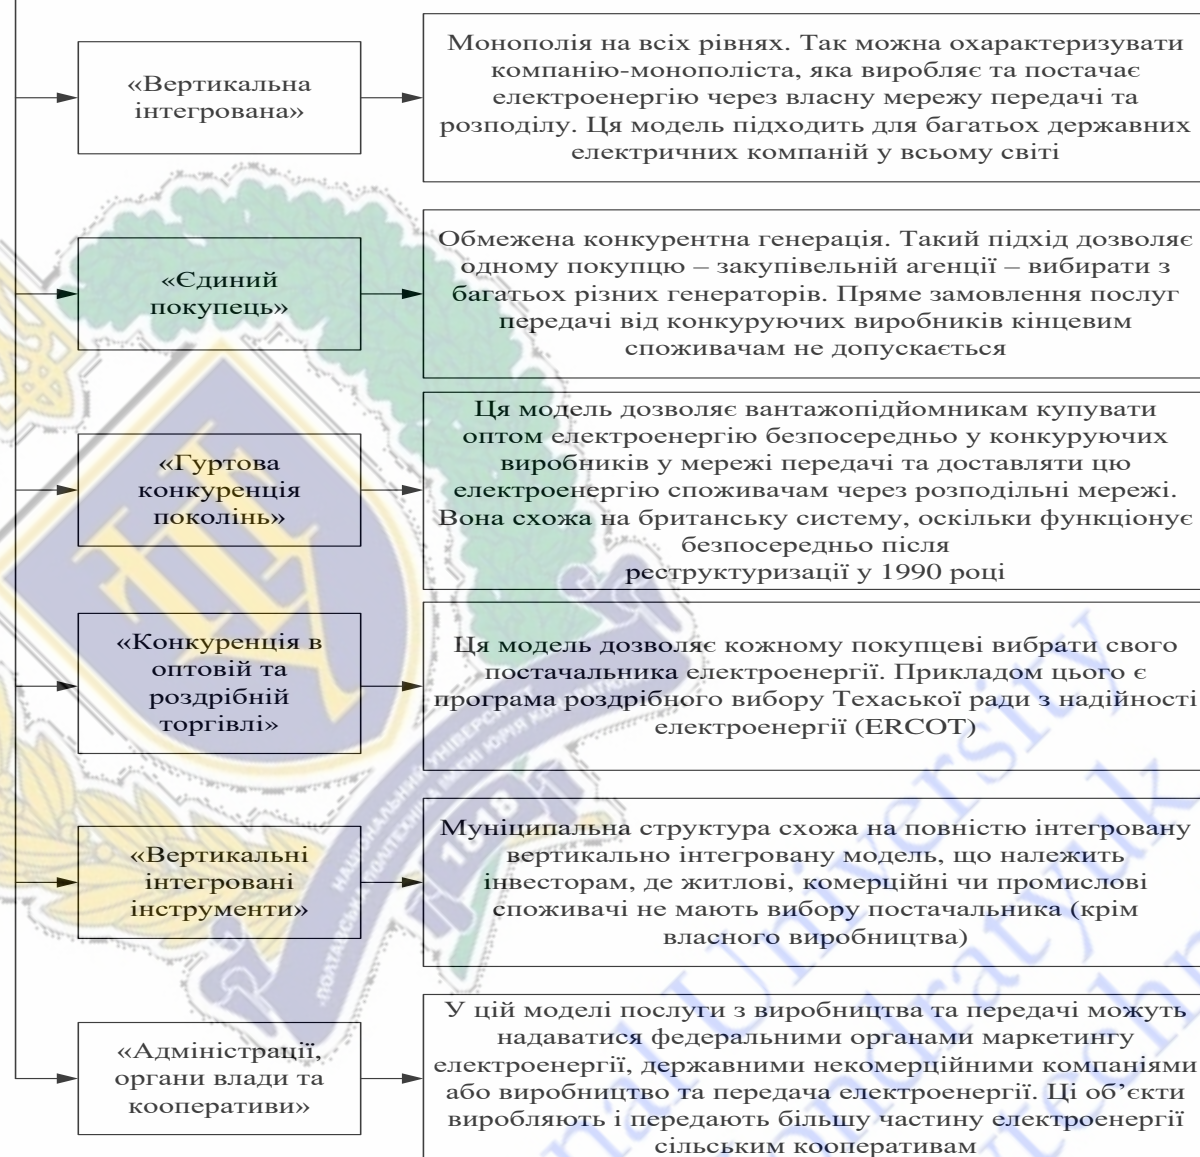 «Вертикальна
інтегрована»
Монополія на всіх рівнях. Так можна охарактеризувати
компанію-монополіста, яка виробляє та постачає
електроенергію через власну мережу передачі та
розподілу. Ця модель підходить для багатьох державних
електричних компаній у всьому світі
«Єдиний
покупець»
Обмежена конкурентна генерація. Такий підхід дозволяє
одному покупцю – закупівельній агенції – вибирати з
багатьох різних генераторів. Пряме замовлення послуг
передачі від конкуруючих виробників кінцевим
споживачам не допускається
«Гуртова
конкуренція
поколінь»
Ця модель дозволяє вантажопідйомникам купувати
оптом електроенергію безпосередньо у конкуруючих
виробників у мережі передачі та доставляти цю
електроенергію споживачам через розподільні мережі.
Вона схожа на британську систему, оскільки функціонує
безпосередньо після
реструктуризації у 1990 році
«Конкуренція в
оптовій та
роздрібній
торгівлі»
Ця модель дозволяє кожному покупцеві вибрати свого
постачальника електроенергії. Прикладом цього є
програма роздрібного вибору Техаської ради з надійності
електроенергії (ERCOT)
«Вертикальні
інтегровані
інструменти»
Муніципальна структура схожа на повністю інтегровану
вертикально інтегровану модель, що належить
інвесторам, де житлові, комерційні чи промислові
споживачі не мають вибору постачальника (крім
власного виробництва)
«Адміністрації,
органи влади та
кооперативи»
У цій моделі послуги з виробництва та передачі можуть
надаватися федеральними органами маркетингу
електроенергії, державними некомерційними компаніями
або виробництво та передача електроенергії. Ці об’єкти
виробляють і передають більшу частину електроенергії
сільським кооперативам
НАЦІОНАЛЬНИЙ УНІВЕРСИТЕТ
1818
University